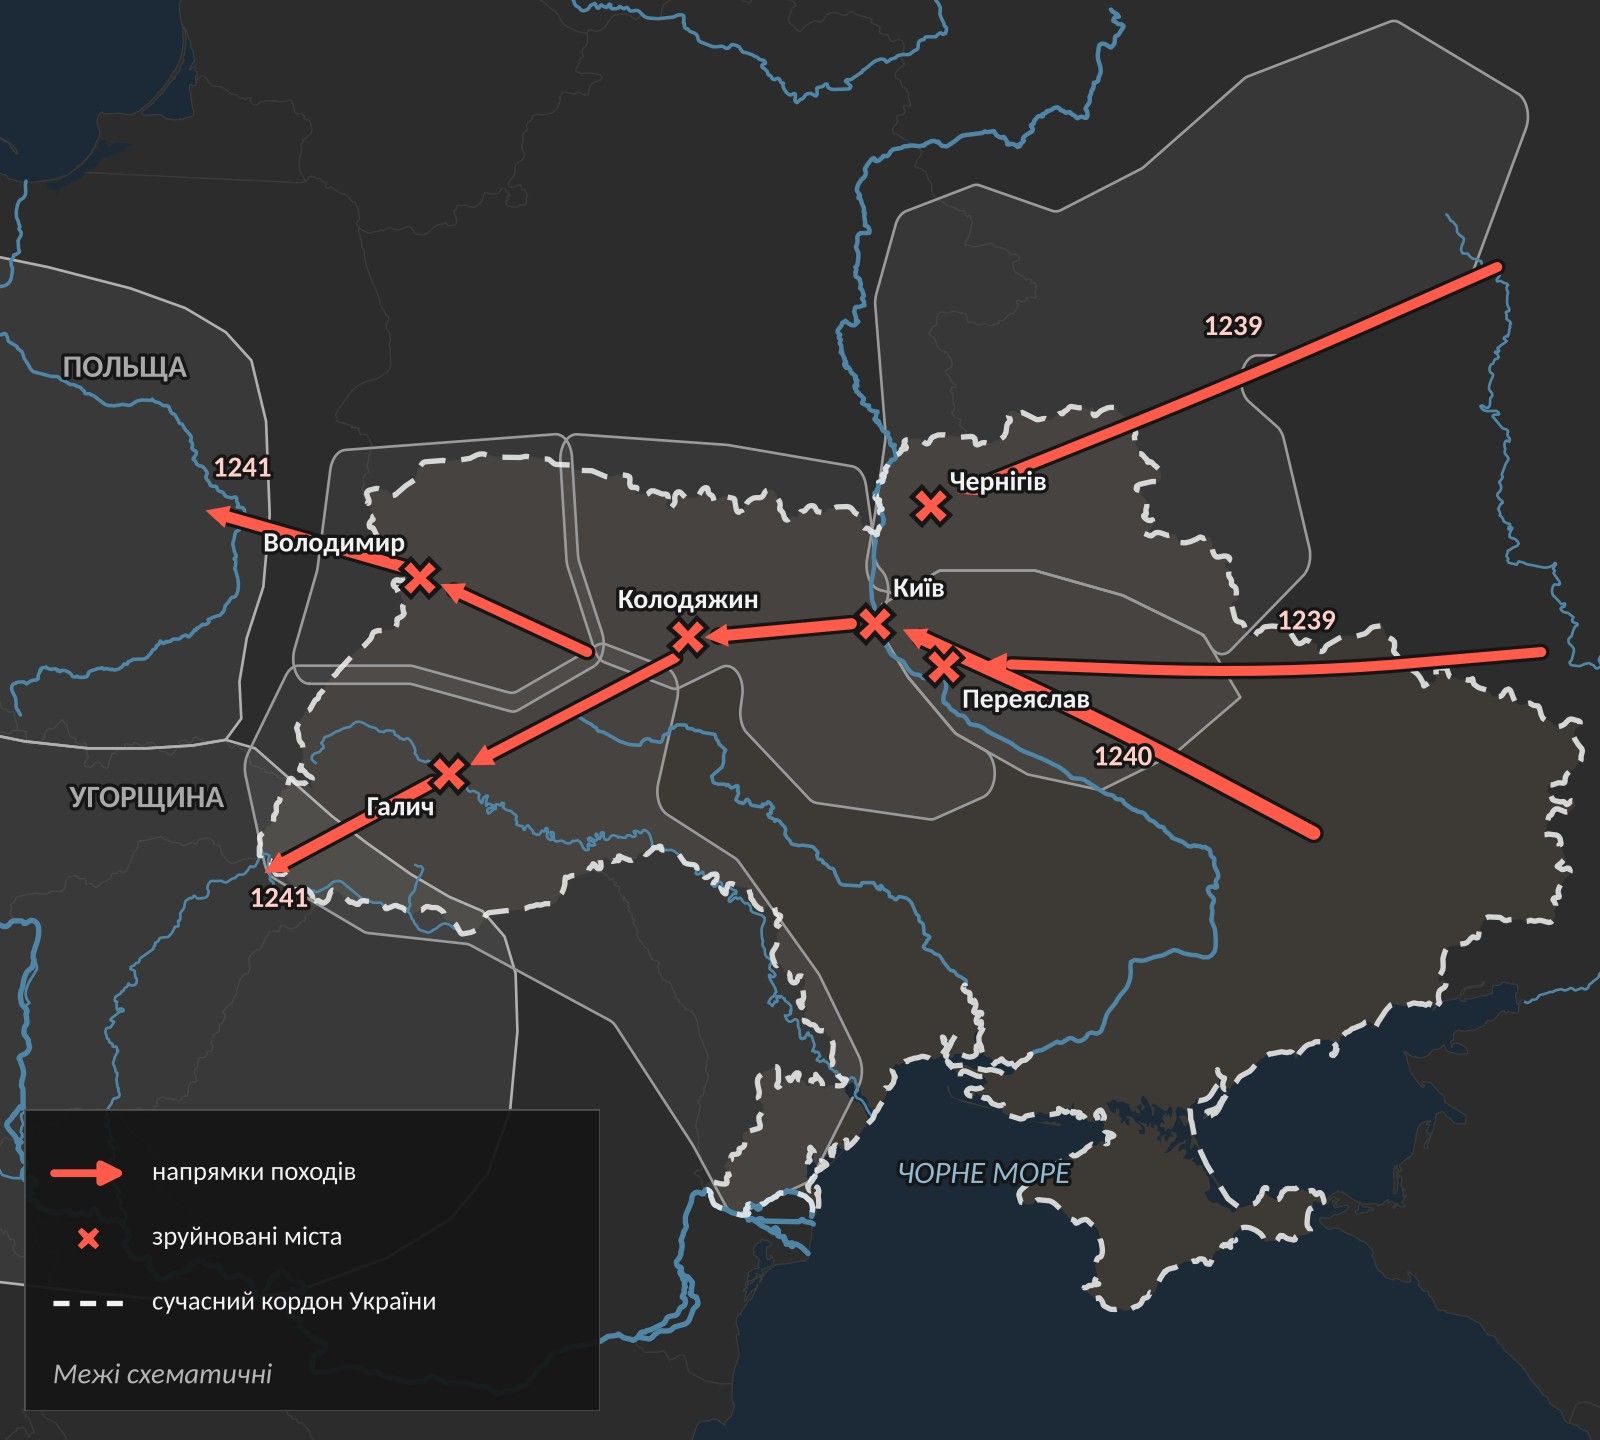 1239
ПОЛЬЩА
1241
Чернігів
Володимир
Київ
Колодяжин
1239
Переяслав
1240
УГОРЩИНА
Галич
1241
ЧОРНЕ МОРЕ
напрямки походів
зруйновані міста
сучасний кордон України
Межі схематичні